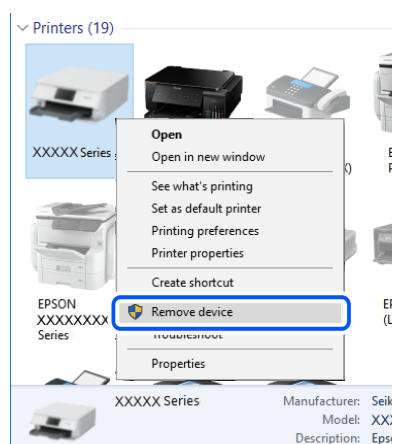 Printers (19)
XXXXX Series
Open
Open in new window
See what's printing
Set as default printer
Printing preferences
Printer properties
Create shortcut
Remove device
Troubleshoot
Properties
EPSON
XXXXXXXX
Series
XXXXX Series
Manufacturer:
Model:
Description: